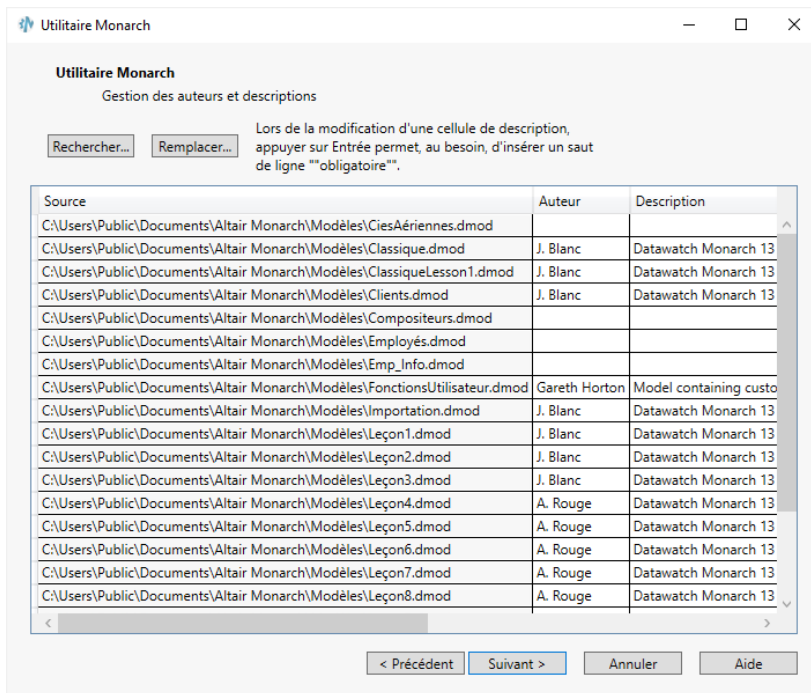 Utilitaire Monarch
Utilitaire Monarch
Gestion des auteurs et descriptions
Rechercher... Remplacer... Lors de la modification d'une cellule de description,
appuyer sur Entrée permet, au besoin, d'insérer un saut
de ligne ""obligatoire"".
Source Auteur Description
C:\Users\Public\Documents\Altair Monarch\Modèles\CiesAériennes.dmod
C:\Users\Public\Documents\Altair Monarch\Modèles\Classique.dmod J. Blanc Datawatch Monarch 13
C:\Users\Public\Documents\Altair Monarch\Modèles\ClassiqueLesson1.dmod J. Blanc Datawatch Monarch 13
C:\Users\Public\Documents\Altair Monarch\Modèles\Clients.dmod J. Blanc Datawatch Monarch 13
C:\Users\Public\Documents\Altair Monarch\Modèles\Compositeurs.dmod
C:\Users\Public\Documents\Altair Monarch\Modèles\Employés.dmod
C:\Users\Public\Documents\Altair Monarch\Modèles\Emp_Info.dmod
C:\Users\Public\Documents\Altair Monarch\Modèles\FonctionsUtilisateur.dmod Gareth Horton Model containing custo
C:\Users\Public\Documents\Altair Monarch\Modèles\Importation.dmod J. Blanc Datawatch Monarch 13
C:\Users\Public\Documents\Altair Monarch\Modèles\Leçon1.dmod J. Blanc Datawatch Monarch 13
C:\Users\Public\Documents\Altair Monarch\Modèles\Leçon2.dmod J. Blanc Datawatch Monarch 13
C:\Users\Public\Documents\Altair Monarch\Modèles\Leçon3.dmod J. Blanc Datawatch Monarch 13
C:\Users\Public\Documents\Altair Monarch\Modèles\Leçon4.dmod A. Rouge Datawatch Monarch 13
C:\Users\Public\Documents\Altair Monarch\Modèles\Leçon5.dmod A. Rouge Datawatch Monarch 13
C:\Users\Public\Documents\Altair Monarch\Modèles\Leçon6.dmod A. Rouge Datawatch Monarch 13
C:\Users\Public\Documents\Altair Monarch\Modèles\Leçon7.dmod A. Rouge Datawatch Monarch 13
C:\Users\Public\Documents\Altair Monarch\Modèles\Leçon8.dmod A. Rouge Datawatch Monarch 13
< Précédent Suivant > Annuler Aide